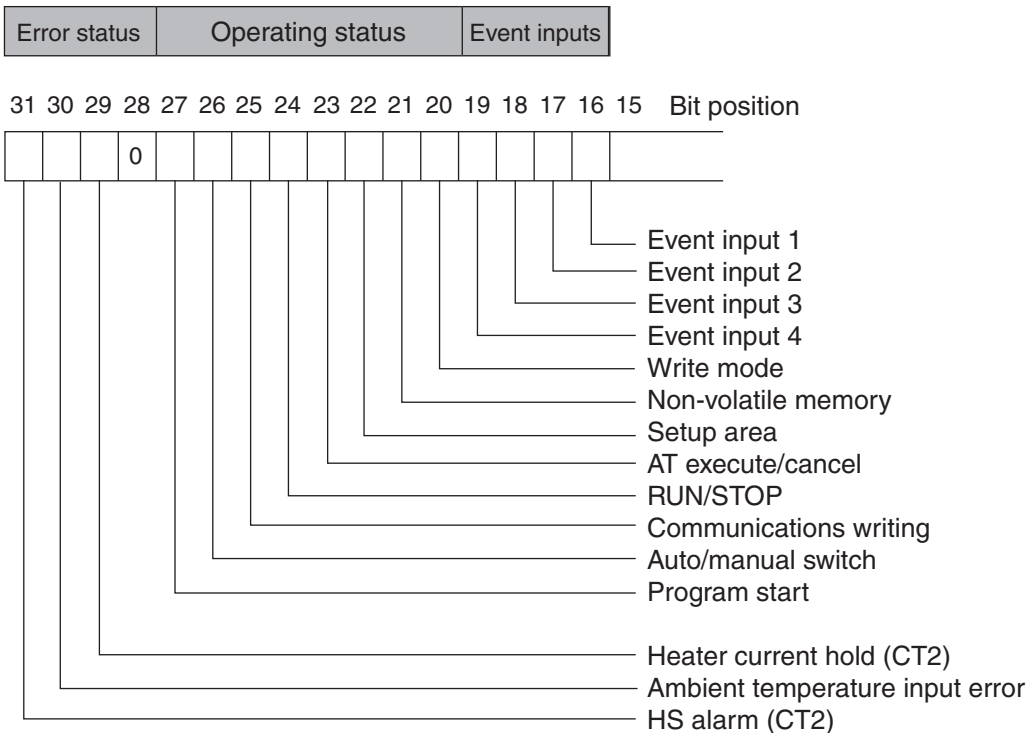 Error status Operating status Event inputs
31 30 29 28 27 26 25 24 23 22 21 20 19 18 17 16 15 Bit position
0
Event input 1
Event input 2
Event input 3
Event input 4
Write mode
Non-volatile memory
Setup area
AT execute/cancel
RUN/STOP
Communications writing
Auto/manual switch
Program start
Heater current hold (CT2)
Ambient temperature input error
HS alarm (CT2)